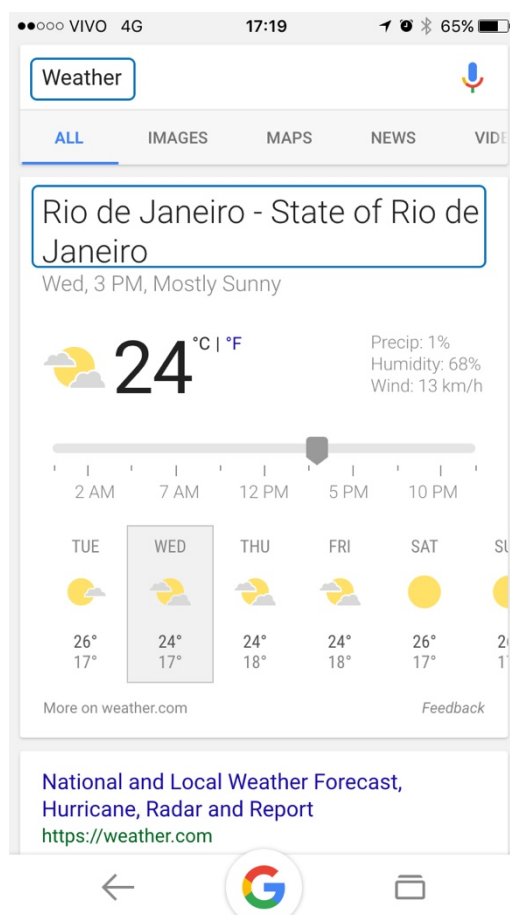 VIVO 4G 17:19 65%
Weather
ALL IMAGES MAPS NEWS VIDE
Rio de Janeiro - State of Rio de
Janeiro
Wed, 3 PM, Mostly Sunny
24 °C | °F
Precip: 1%
Humidity: 68%
Wind: 13 km/h
2 AM 7 AM 12 PM 5 PM 10 PM
TUE WED THU FRI SAT
26° 24° 24° 24° 26°
17° 17° 18° 18° 17°
More on weather.com Feedback
National and Local Weather Forecast,
Hurricane, Radar and Report
https://weather.com
G